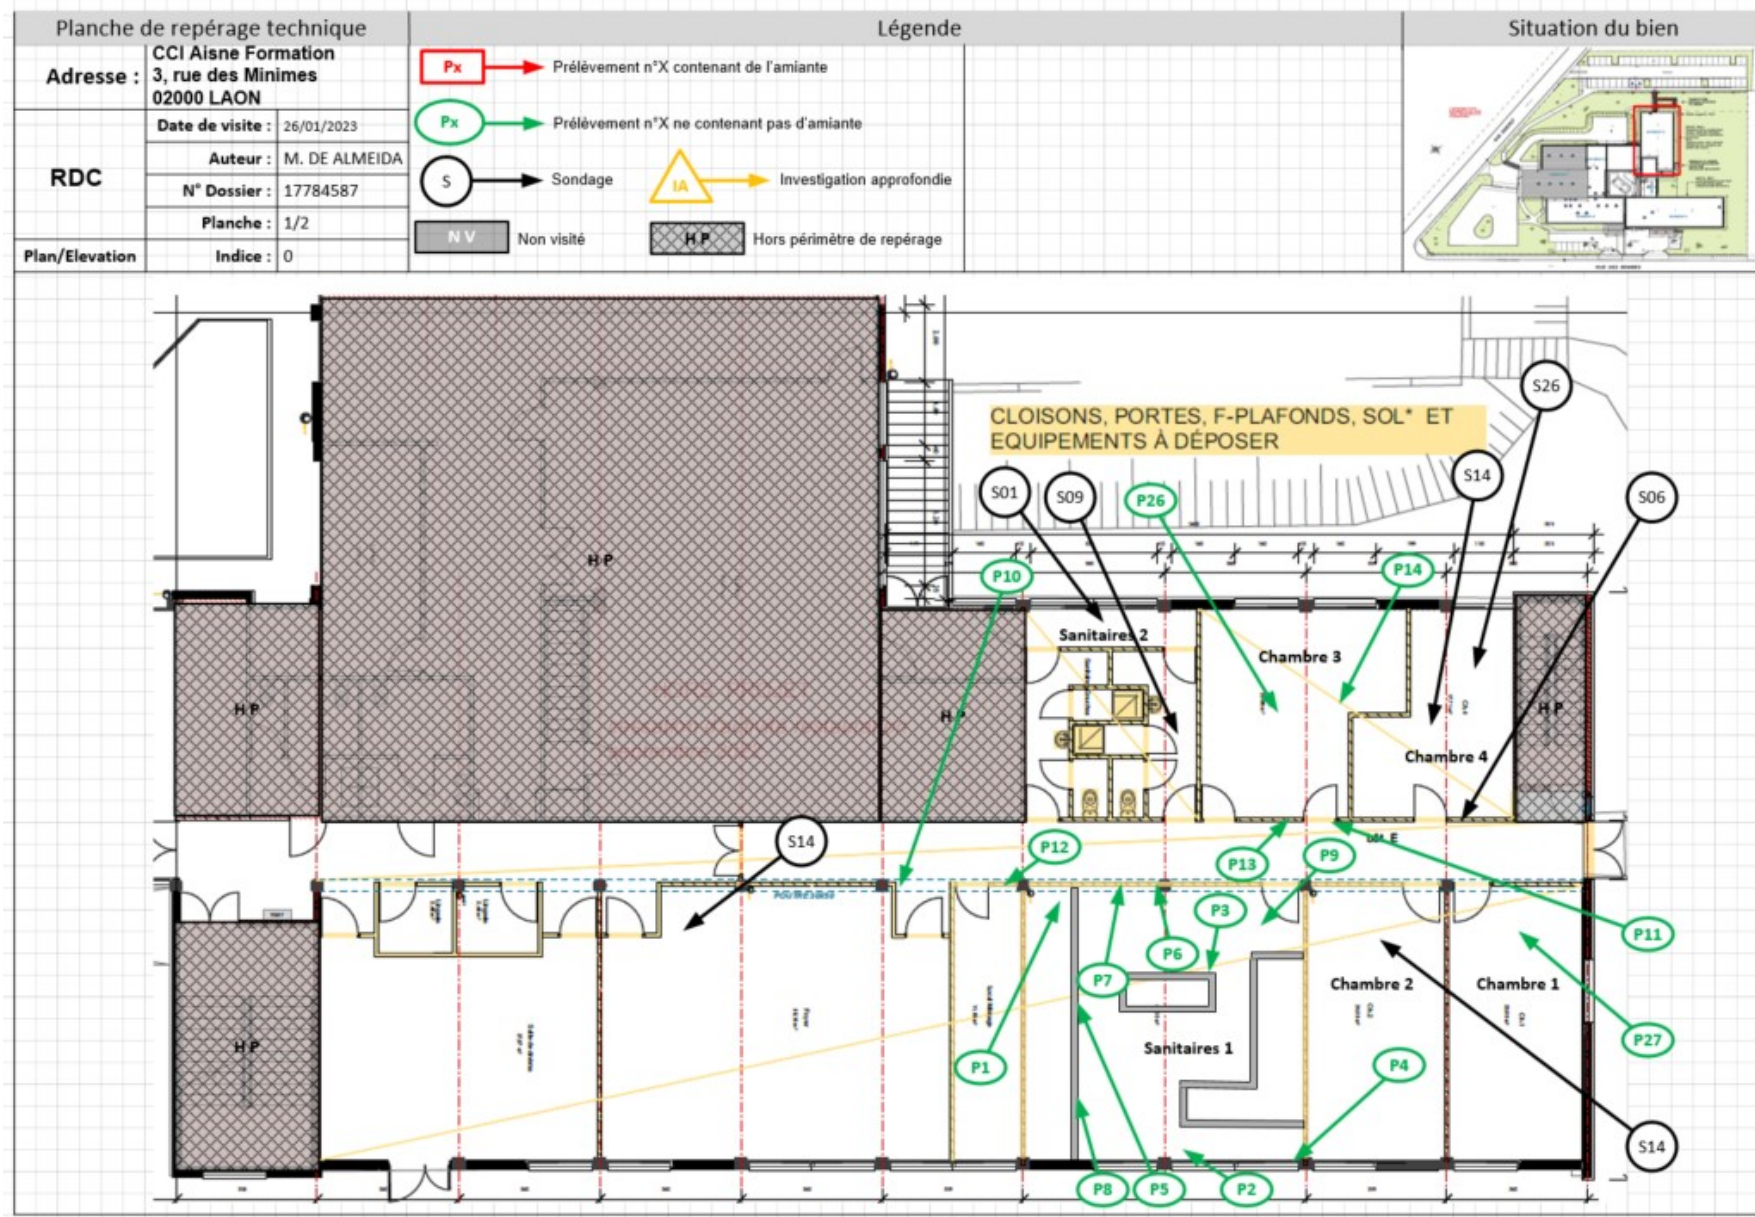 Planche de repérage technique
Légende
Situation du bien
Adresse :
CCI Aisne Formation
3, rue des Minimes
02000 LAON
RDC
Date de visite : 26/01/2023
Auteur : M. DE ALMEIDA
N° Dossier : 17784587
Planche : 1/2
Plan/Elevation
Indice : 0
Px Prélèvement n°X contenant de l'amiante
Px Prélèvement n°X ne contenant pas d'amiante
S Sondage
IA Investigation approfondie
N V Non visité
H P Hors périmètre de repérage
CLOISONS, PORTES, F-PLAFONDS, SOL* ET
EQUIPEMENTS À DÉPOSER
S26
S14
S01
S09
P26
S06
H P
P10
P14
Sanitaires 2
Chambre 3
H P
H P
H P
Chambre 4
S14
P12
P13
P9
P3
P11
P6
P7
Chambre 2
Chambre 1
H P
Sanitaires 1
P27
P1
P4
S14
P8
P5
P2